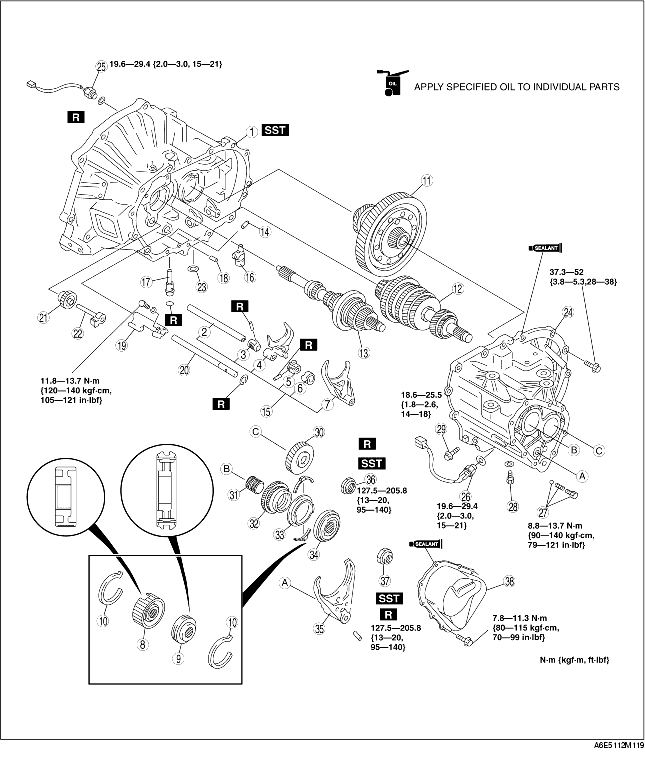 25
19.6—29.4 {2.0—3.0, 15—21}
OIL
APPLY SPECIFIED OIL TO INDIVIDUAL PARTS
R
1
SST
11
14
SEALANT
37.3—52
{3.8—5.3,28—38}
17
23
18
16
12
24
21
22
R
2
R
13
19
20
3
4
R
5
6
7
11.8—13.7 N·m
{120—140 kgf·cm,
105—121 in·lbf}
R
15
18.6—25.5
{1.8—2.6,
14—18}
29
B
C
A
C
30
R
SST
B
31
36
127.5—205.8
{13—20,
95—140}
32
33
34
26
19.6—29.4
{2.0—3.0,
15—21}
28
27
8.8—13.7 N·m
{90—140 kgf·cm,
79—121 in·lbf}
SEALANT
37
38
A
35
SST
R
127.5—205.8
{13—20,
95—140}
10
8
9
10
7.8—11.3 N·m
{80—115 kgf·cm,
70—99 in·lbf}
N·m {kgf·m, ft·lbf}
A6E5112M119